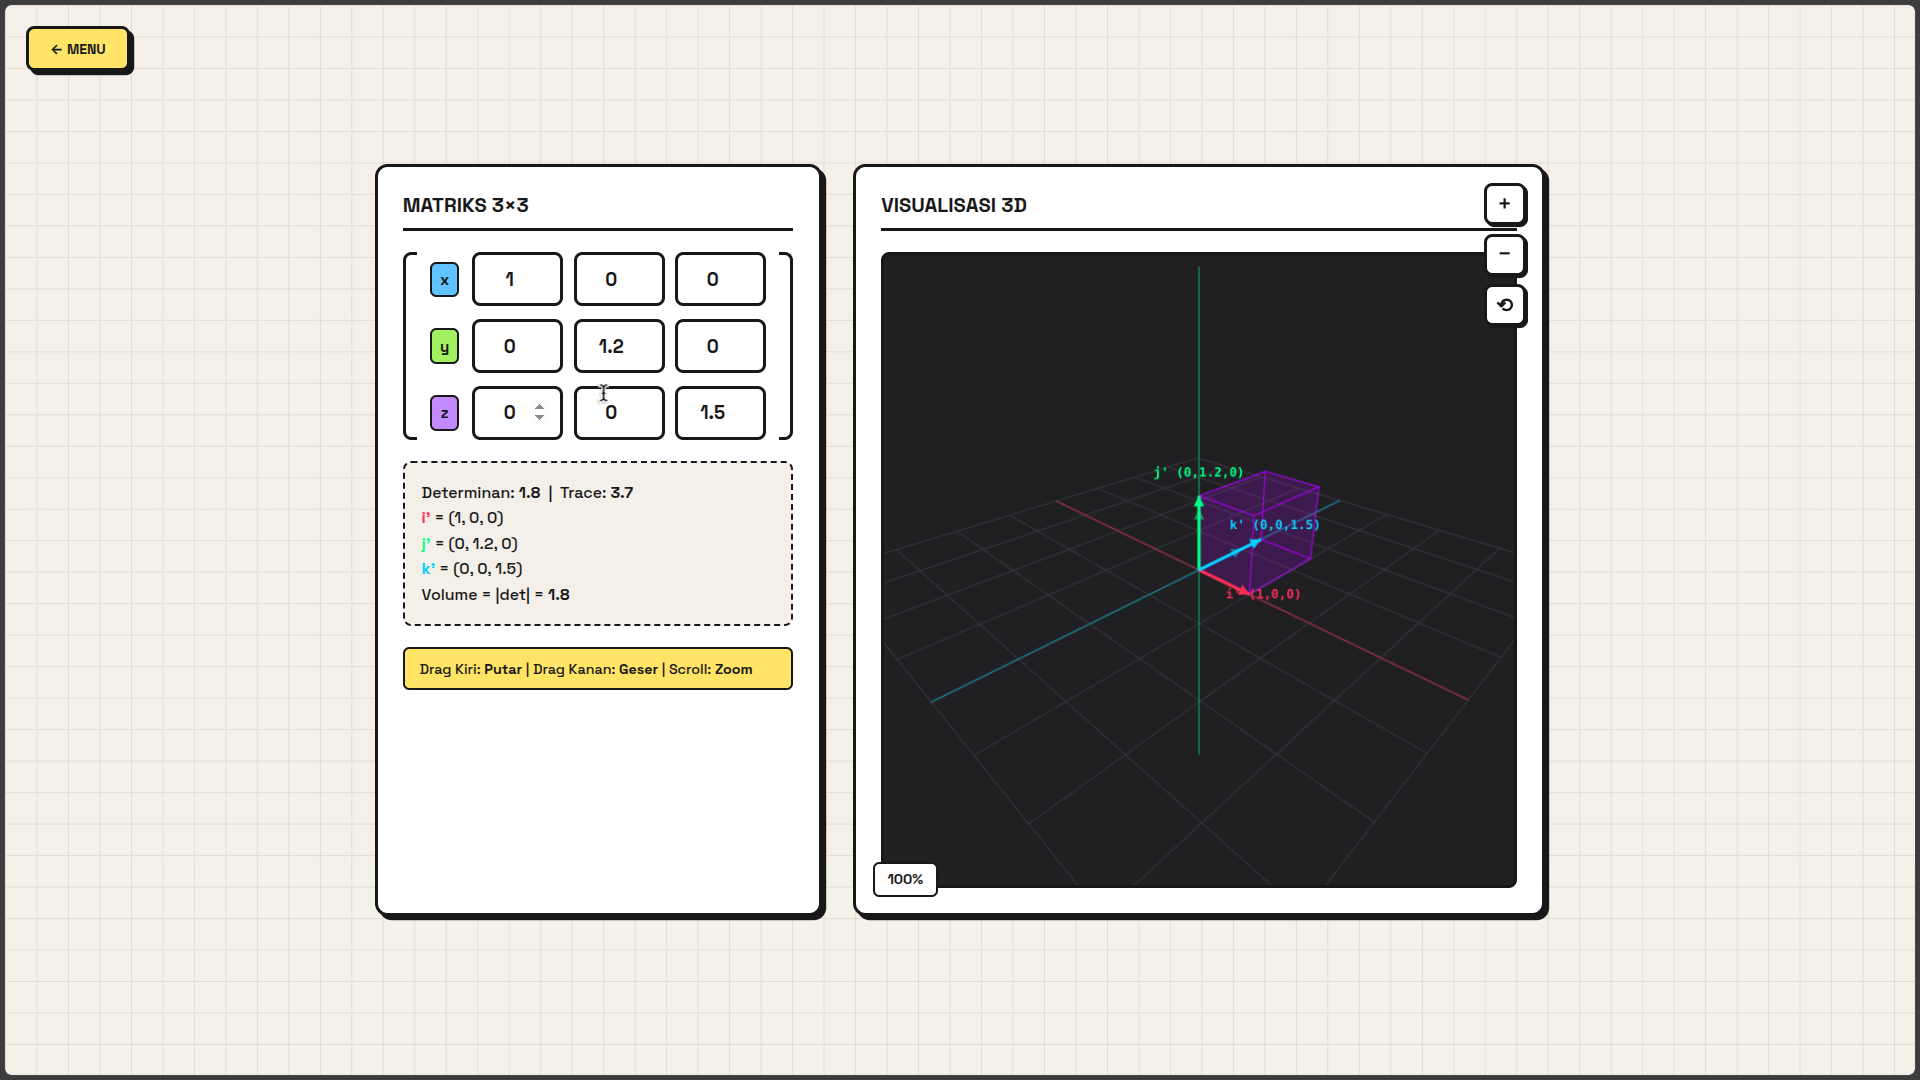 ← MENU
MATRIKS 3×3
x 1 0 0
y 0 1.2 0
z 0 0 1.5
Determinan: 1.8 | Trace: 3.7
i' = (1, 0, 0)
j' = (0, 1.2, 0)
k' = (0, 0, 1.5)
Volume = |det| = 1.8
Drag Kiri: Putar | Drag Kanan: Geser | Scroll: Zoom
VISUALISASI 3D
+
−
⟲
j' (0,1.2,0)
k' (0,0,1.5)
i' (1,0,0)
100%